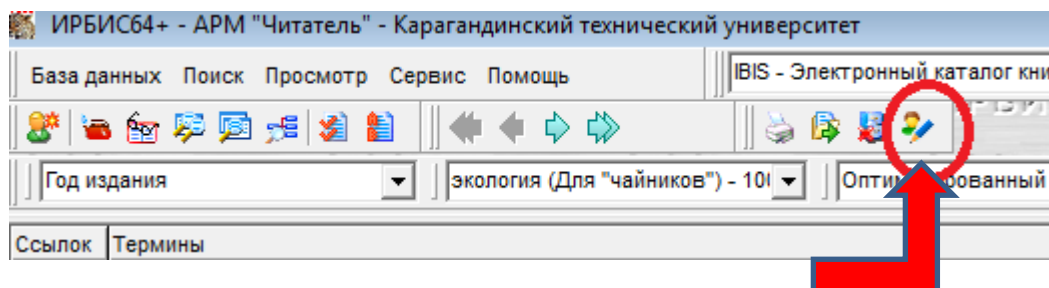 ИРБИС64+ - АРМ "Читатель" - Карагандинский технический университет
База данных Поиск Просмотр Сервис Помощь IBIS - Электронный каталог кни
Год издания экология (Для "чайников") - 10
Ссылок Термины